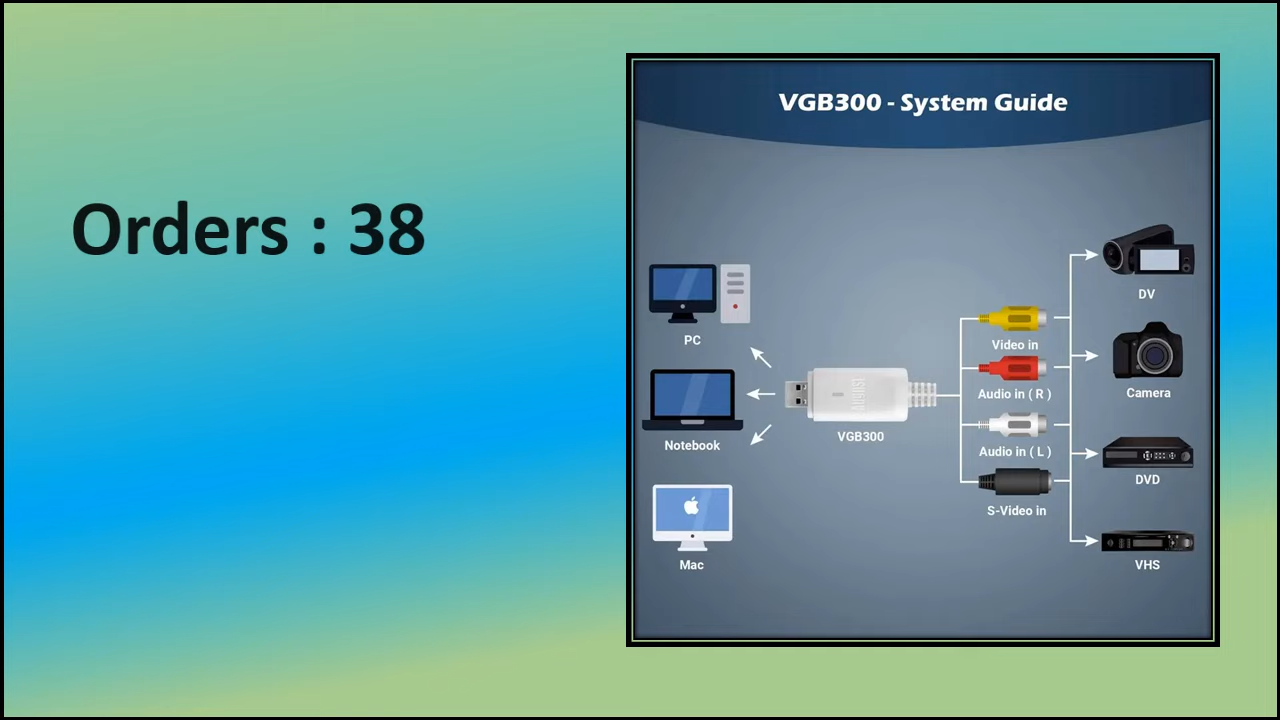 Orders : 38
VGB300 - System Guide
PC
Notebook
Mac
AUGUST
VGB300
Video in
Audio in ( R )
Audio in ( L )
S-Video in
DV
Camera
DVD
VHS